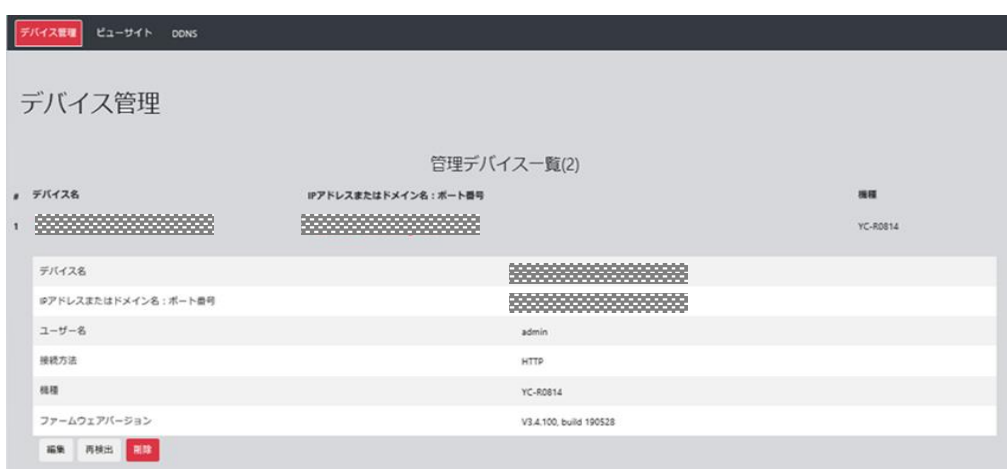 デバイス管理 ビューサイト DDNS
デバイス管理
管理デバイス一覧(2)
# デバイス名 IPアドレスまたはドメイン名:ポート番号 機種
1 YC-R0814
デバイス名
IPアドレスまたはドメイン名:ポート番号
ユーザー名 admin
接続方法 HTTP
機種 YC-R0814
ファームウェアバージョン V3.4.100, build 190528
編集 再検出 削除